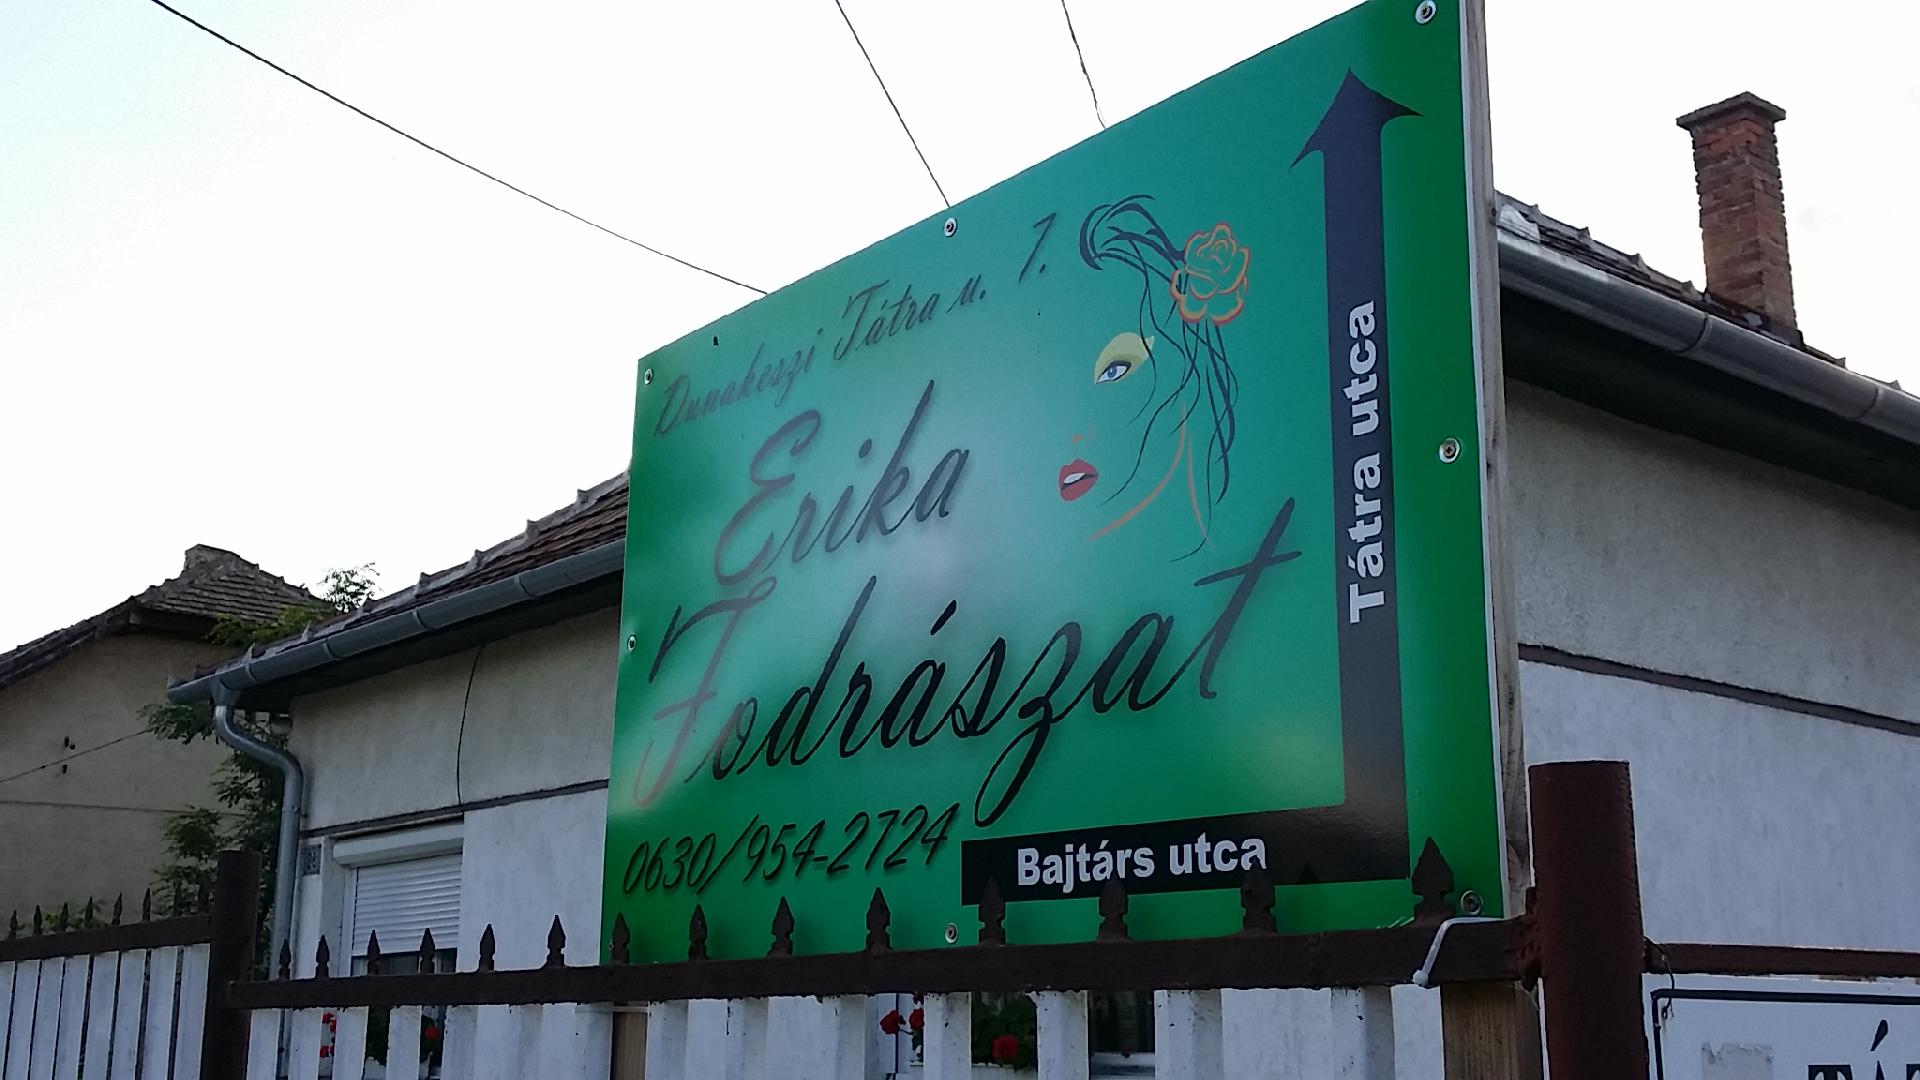 Dunakeszi Tátra u. 7.
Erika
Fodrászat
0630/954-2724
Bajtárs utca
Tátra utca